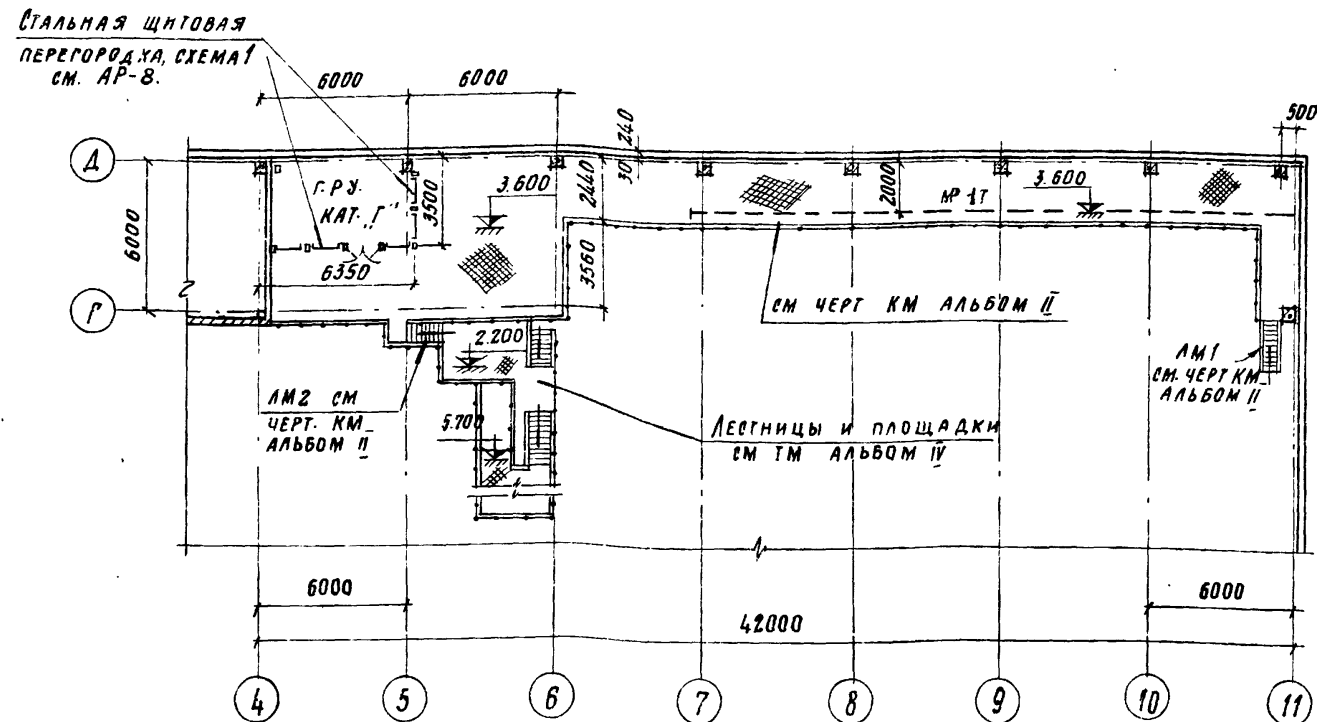 СТАЛЬНАЯ ЩИТОВАЯ
ПЕРЕГОРОДКА, СХЕМА 1
СМ. АР-8.
6000
6000
240
30
500
Д
Г.Р.У.
КАТ. „Г"
3500
3.600
2440
2000
№ 1Т
3.600
6000
6350
3560
Г
СМ ЧЕРТ КМ АЛЬБОМ II
2.200
ЛМ1
СМ. ЧЕРТ КМ
АЛЬБОМ II
ЛМ2 СМ
ЧЕРТ. КМ
АЛЬБОМ II
5.700
ЛЕСТНИЦЫ И ПЛОЩАДКИ
СМ ТМ АЛЬБОМ IV
6000
6000
42000
4
5
6
7
8
9
10
11